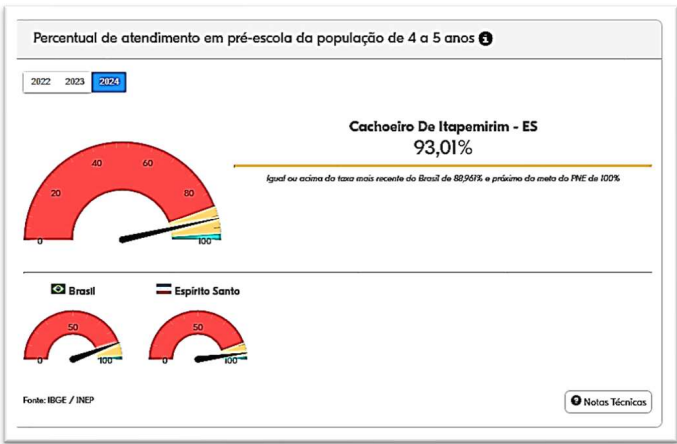 Percentual de atendimento em pré-escola da população de 4 a 5 anos
2022 2023 2024
Cachoeiro De Itapemirim - ES
93,01%
Igual ou acima da taxa mais recente do Brasil de 88,961% e próximo da meta do PNE de 100%
0 20 40 60 80 100
Brasil Espírito Santo
0 50 100 0 50 100
Fonte: IBGE / INEP
Notas Técnicas